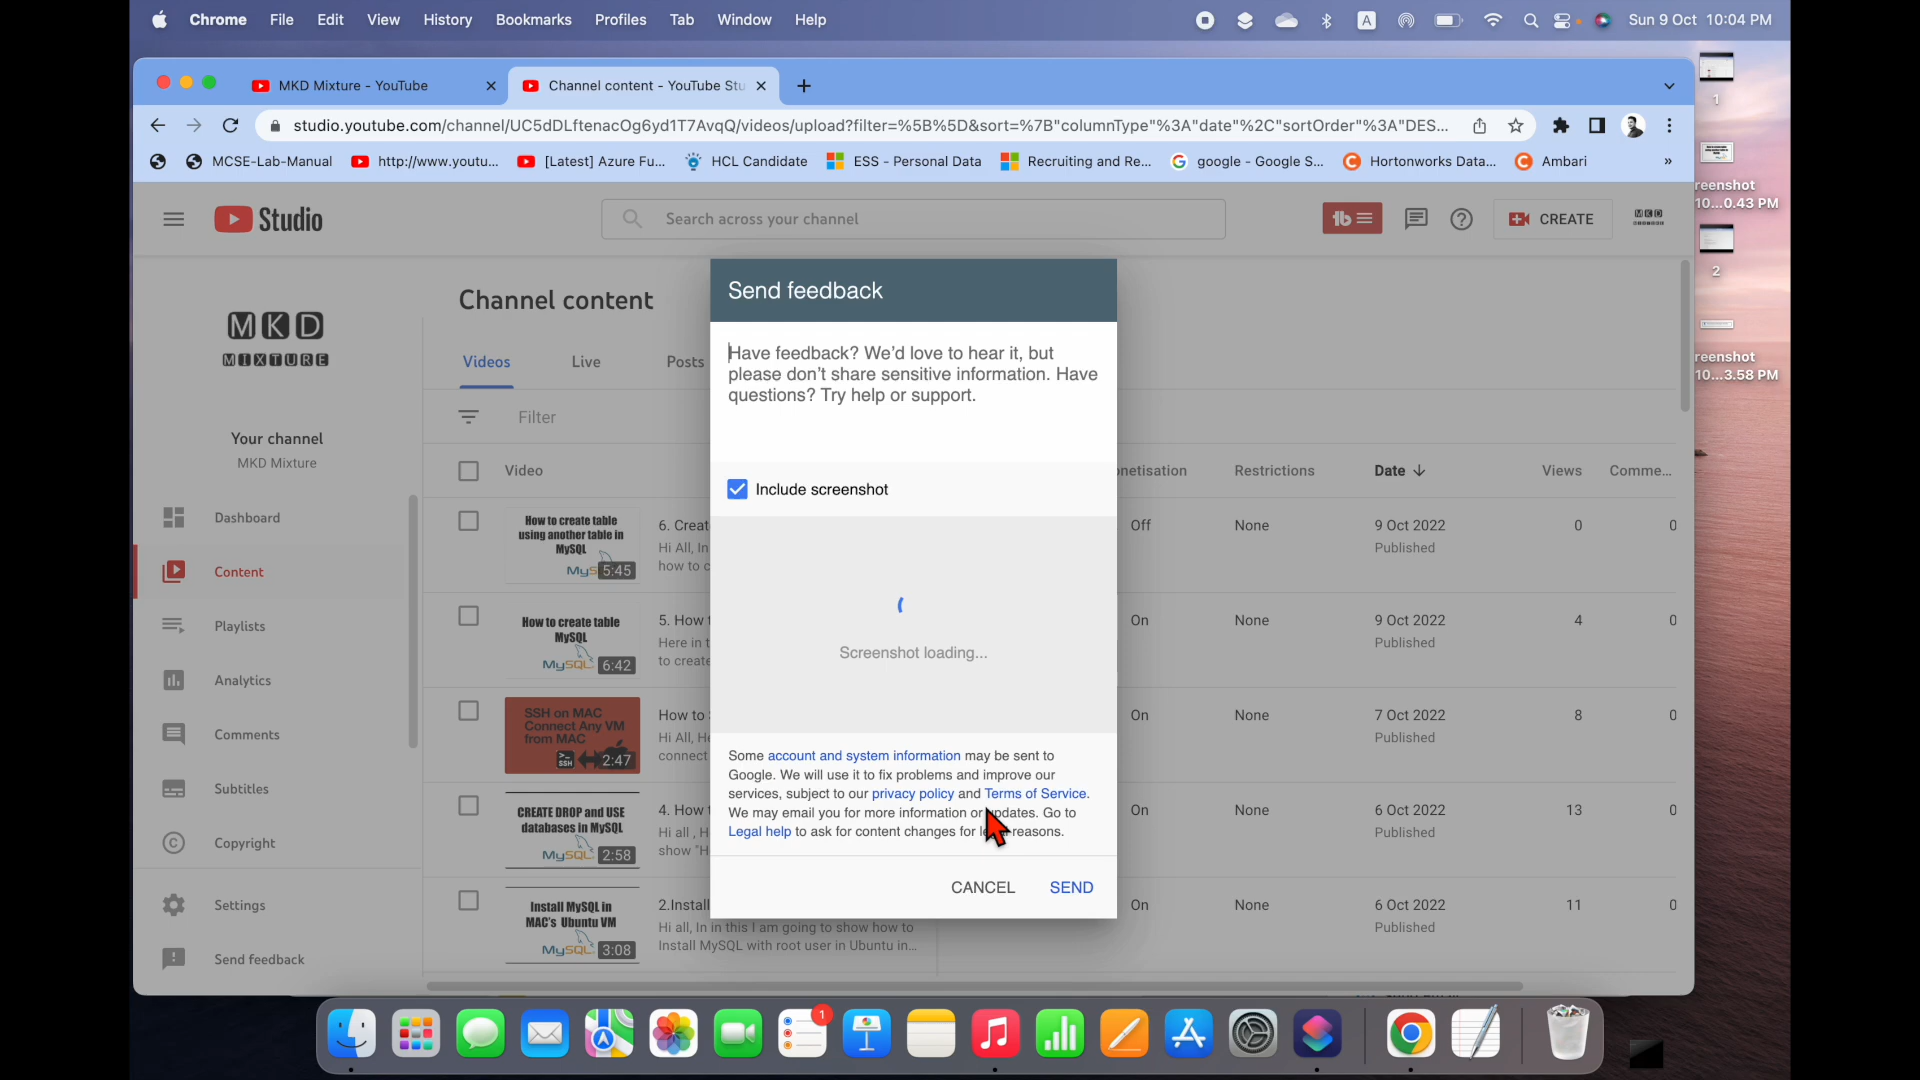 Chrome File Edit View History Bookmarks Profiles Tab Window Help
A
Sun 9 Oct 10:04 PM
MKD Mixture - YouTube
Channel content - YouTube Stu
studio.youtube.com/channel/UC5dDLftenacOg6yd1T7AvqQ/videos/upload?filter=%5B%5D&sort=%7B"columnType"%3A"date"%2C"sortOrder"%3A"DES...
MCSE-Lab-Manual http://www.youtu... [Latest] Azure Fu... HCL Candidate ESS - Personal Data Recruiting and Re... google - Google S... Hortonworks Data... Ambari »
1
reenshot
10...0.43 PM
2
reenshot
10...3.58 PM
Studio
Search across your channel
CREATE
MKD
MKD
MIXTURE
Your channel
MKD Mixture
Dashboard
Content
Playlists
Analytics
Comments
Subtitles
Copyright
Settings
Send feedback
Channel content
Videos Live Posts
Filter
Video
netisation Restrictions Date Views Comme...
How to create table
using another table in
MySQL
MyS 5:45
6. Creat
Hi All, In
how to c
Off None 9 Oct 2022 0 0
Published
How to create table
MySQL
MySQL 6:42
5. How t
Here in t
to create
On None 9 Oct 2022 4 0
Published
SSH on MAC
Connect Any VM
from MAC
SSH
2:47
How to
Hi All, He
connect
On None 7 Oct 2022 8 0
Published
CREATE DROP and USE
databases in MySQL
MySQL 2:58
4. How t
Hi all , H
show "H
On None 6 Oct 2022 13 0
Published
Install MySQL in
MAC's Ubuntu VM
MySQL 3:08
2.Install
Hi all, In in this I am going to show how to
Install MySQL with root user in Ubuntu in...
On None 6 Oct 2022 11 0
Published
Send feedback
Have feedback? We'd love to hear it, but
please don't share sensitive information. Have
questions? Try help or support.
Include screenshot
Screenshot loading...
Some account and system information may be sent to
Google. We will use it to fix problems and improve our
services, subject to our privacy policy and Terms of Service.
We may email you for more information or updates. Go to
Legal help to ask for content changes for reasons.
CANCEL SEND
1